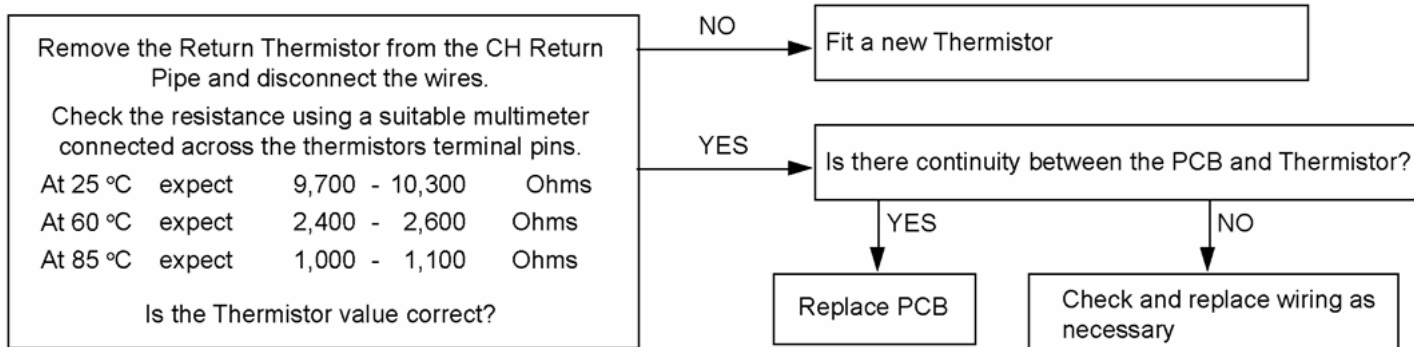 Remove the Return Thermistor from the CH Return
Pipe and disconnect the wires.
Check the resistance using a suitable multimeter
connected across the thermistors terminal pins.
At 25 °C expect 9,700 - 10,300 Ohms
At 60 °C expect 2,400 - 2,600 Ohms
At 85 °C expect 1,000 - 1,100 Ohms
Is the Thermistor value correct?
NO
Fit a new Thermistor
YES
Is there continuity between the PCB and Thermistor?
YES
NO
Replace PCB
Check and replace wiring as
necessary